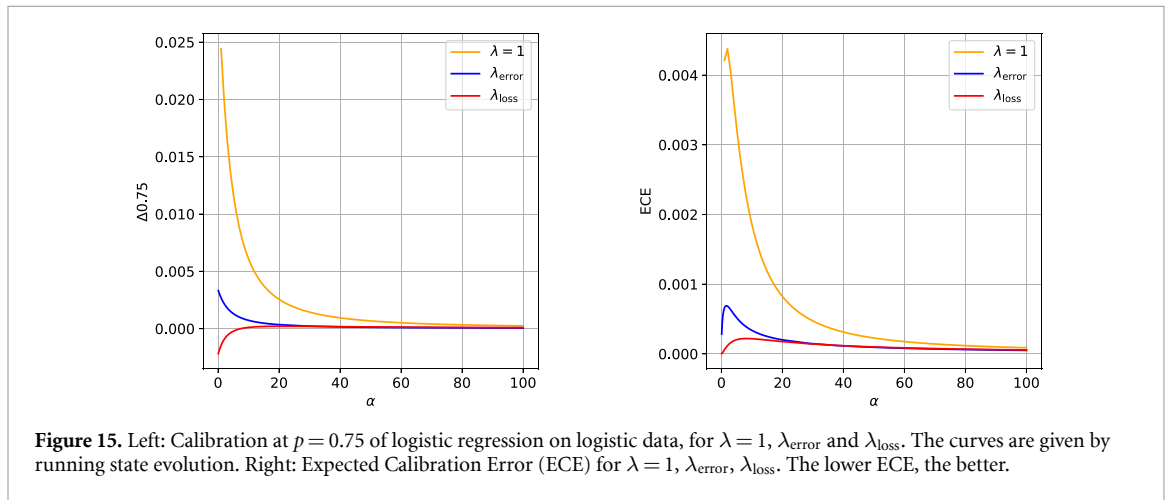 0.025
0.020
0.015
0.010
0.005
0.000
Δ0.75
0 20 40 60 80 100
α
λ = 1
λerror
λloss
0.004
0.003
0.002
0.001
0.000
ECE
0 20 40 60 80 100
α
λ = 1
λerror
λloss
Figure 15. Left: Calibration at p = 0.75 of logistic regression on logistic data, for λ = 1, λerror and λloss. The curves are given by
running state evolution. Right: Expected Calibration Error (ECE) for λ = 1, λerror, λloss. The lower ECE, the better.